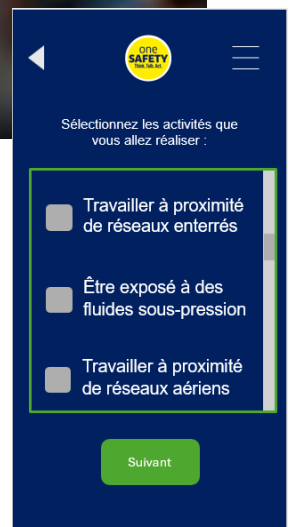 one
SAFETY
Think. Talk. Act.
Sélectionnez les activités que
vous allez réaliser :
Travailler à proximité
de réseaux enterrés
Être exposé à des
fluides sous-pression
Travailler à proximité
de réseaux aériens
Suivant